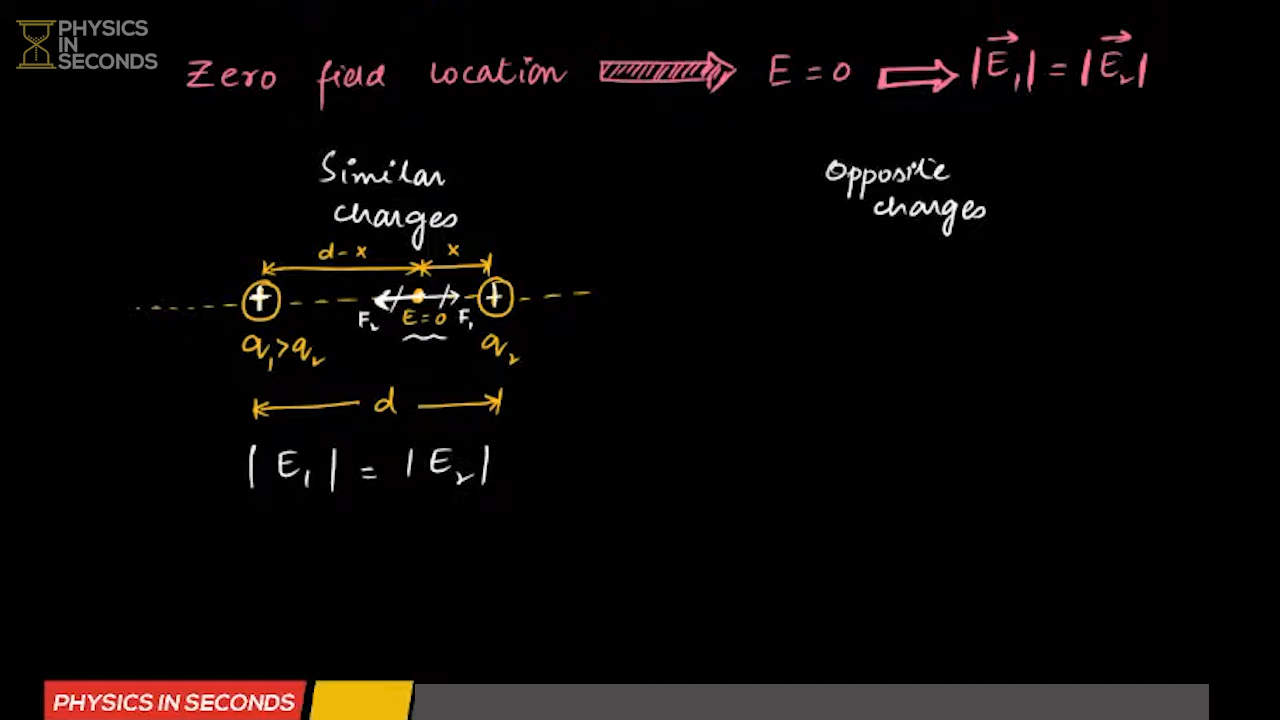 PHYSICS
IN
SECONDS
Zero field location E = 0 |E₁| = |E₂|
Similar
charges
Opposite
charges
d - x x
+ +
F₂ E = 0 F₁
q₁ > q₂ q₂
d
|E₁| = |E₂|
PHYSICS IN SECONDS